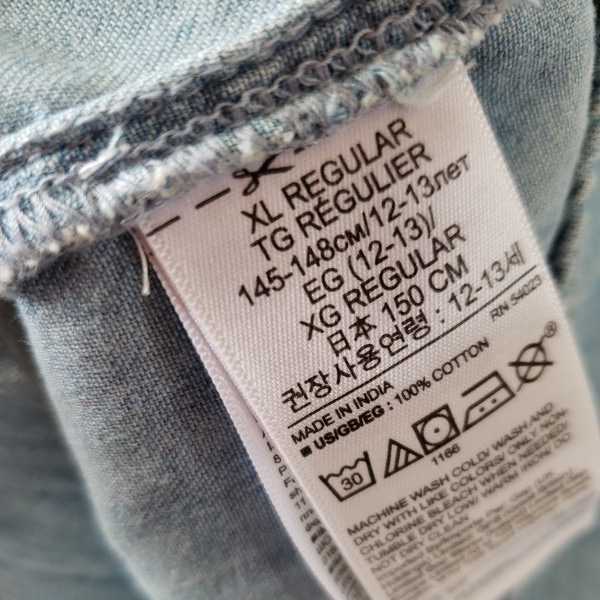 XL REGULAR
TG RÉGULIER
145-148см/12-13лет
EG (12-13)/
XG REGULAR
日本 150 CM
권장사용연령 : 12-13/세
RN 54023
MADE IN INDIA
■ US/GB/EG : 100% COTTON
30
1166
MACHINE WASH COLD/ WASH AND
DRY WITH LIKE COLORS/ ONLY NON-
CHLORINE BLEACH WHEN NEEDED/
TUMBLE DRY LOW/ WARM IRON/ DO
NOT DRY CLEAN